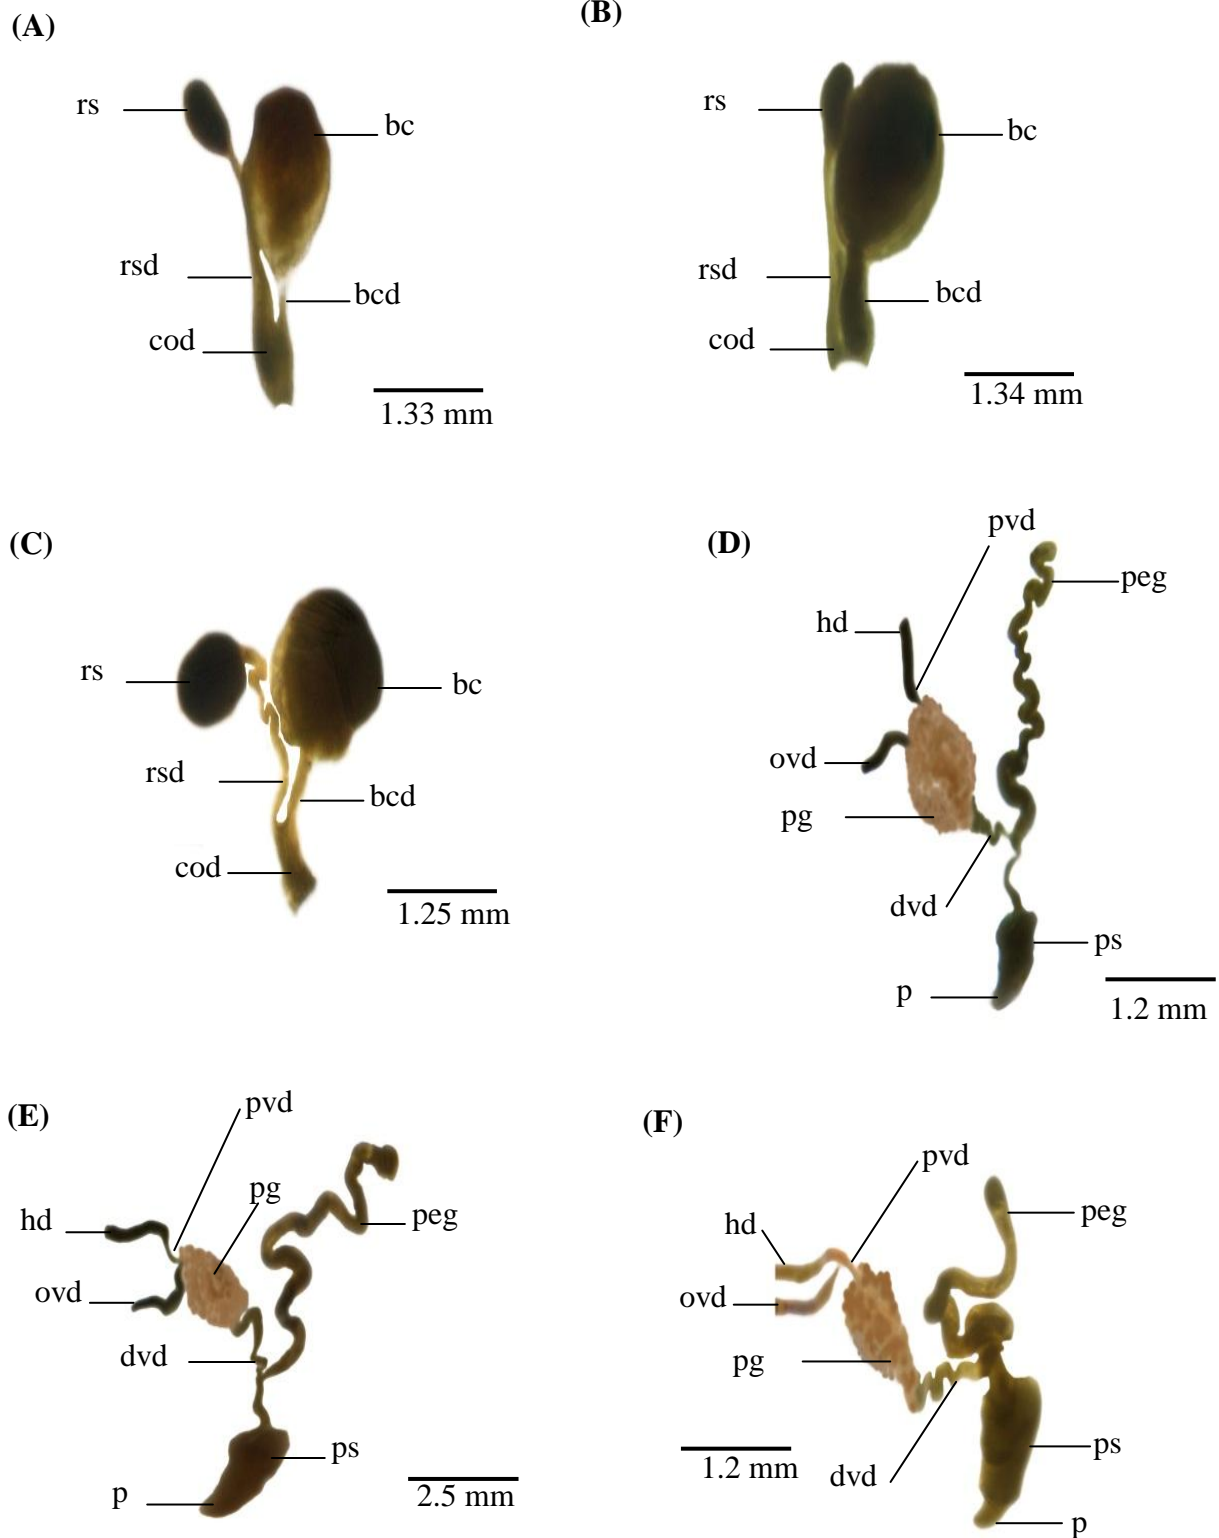 (A)
rs
bc
rsd
bcd
cod
1.33 mm
(B)
rs
bc
rsd
bcd
cod
1.34 mm
(C)
rs
bc
rsd
bcd
cod
1.25 mm
(D)
pvd
peg
hd
ovd
pg
dvd
ps
p
1.2 mm
(E)
pvd
pg
hd
peg
ovd
dvd
ps
p
2.5 mm
(F)
pvd
hd
peg
ovd
pg
ps
1.2 mm
dvd
p